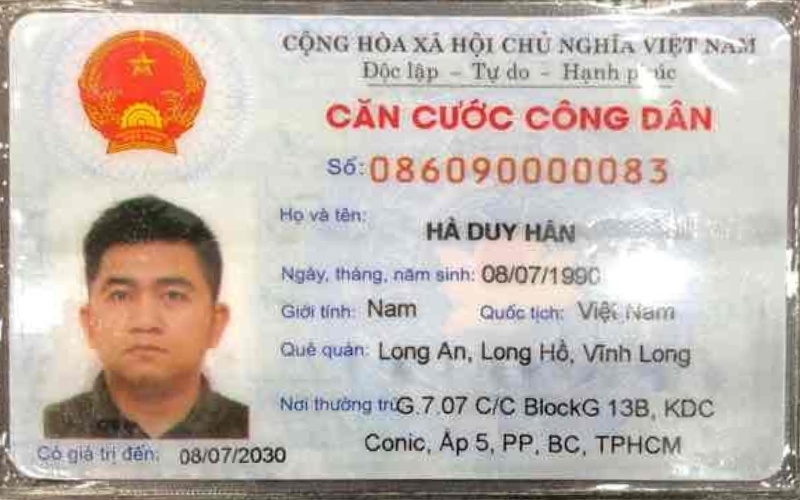 CỘNG HÒA XÃ HỘI CHỦ NGHĨA VIỆT NAM
Độc lập - Tự do - Hạnh phúc
CĂN CƯỚC CÔNG DÂN
Số: 086090000083
Họ và tên:
HÀ DUY HÂN
Ngày, tháng, năm sinh: 08/07/1990
Giới tính: Nam Quốc tịch: Việt Nam
Quê quán: Long An, Long Hồ, Vĩnh Long
Nơi thường trú: G.7.07 C/C BlockG 13B, KDC
Conic, Ấp 5, PP, BC, TPHCM
Có giá trị đến: 08/07/2030